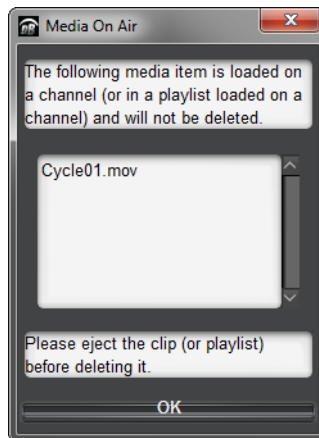 Media On Air
The following media item is loaded on
a channel (or in a playlist loaded on a
channel) and will not be deleted.
Cycle01.mov
Please eject the clip (or playlist)
before deleting it.
OK